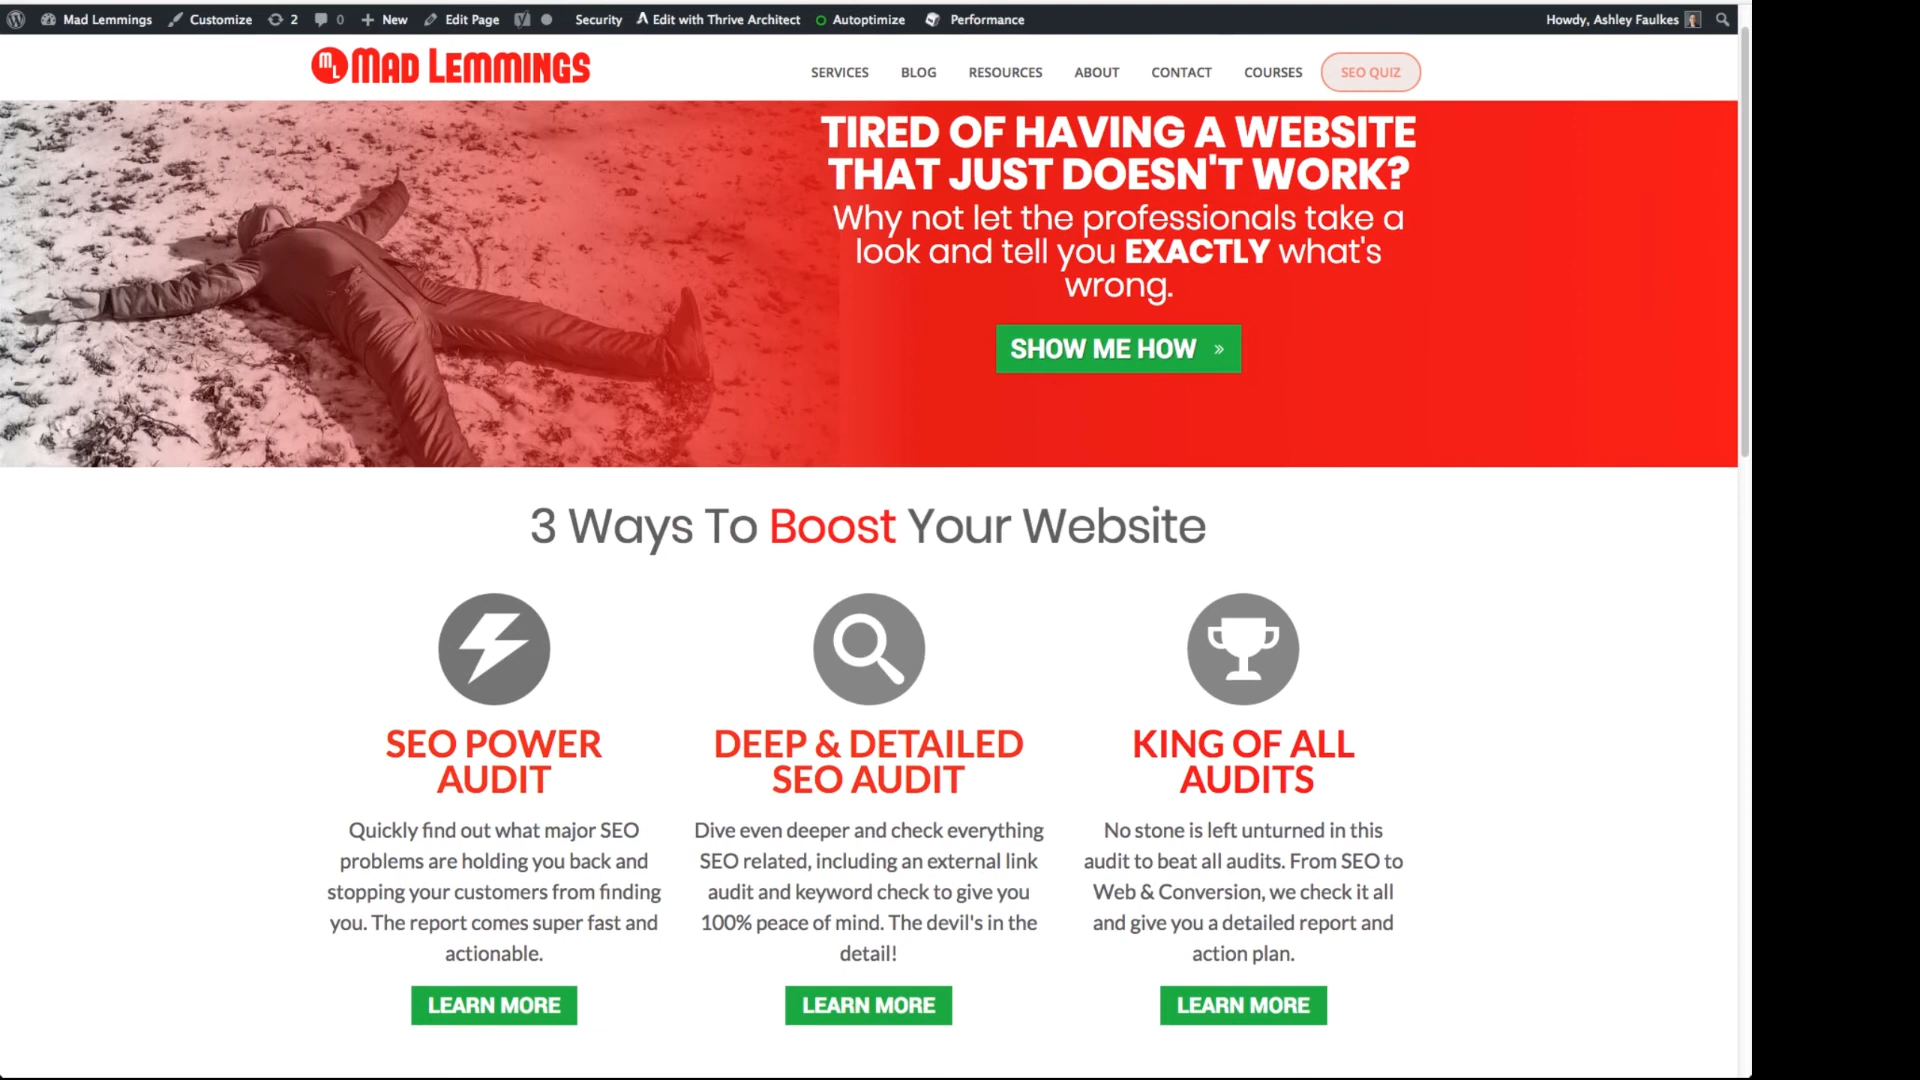 Mad Lemmings Customize 2 0 New Edit Page Security Edit with Thrive Architect Autoptimize Performance Howdy, Ashley Faulkes
mL MAD LEMMINGS
SERVICES BLOG RESOURCES ABOUT CONTACT COURSES SEO QUIZ
TIRED OF HAVING A WEBSITE
THAT JUST DOESN'T WORK?
Why not let the professionals take a
look and tell you EXACTLY what's
wrong.
SHOW ME HOW »
3 Ways To Boost Your Website
SEO POWER
AUDIT
Quickly find out what major SEO
problems are holding you back and
stopping your customers from finding
you. The report comes super fast and
actionable.
LEARN MORE
DEEP & DETAILED
SEO AUDIT
Dive even deeper and check everything
SEO related, including an external link
audit and keyword check to give you
100% peace of mind. The devil's in the
detail!
LEARN MORE
KING OF ALL
AUDITS
No stone is left unturned in this
audit to beat all audits. From SEO to
Web & Conversion, we check it all
and give you a detailed report and
action plan.
LEARN MORE